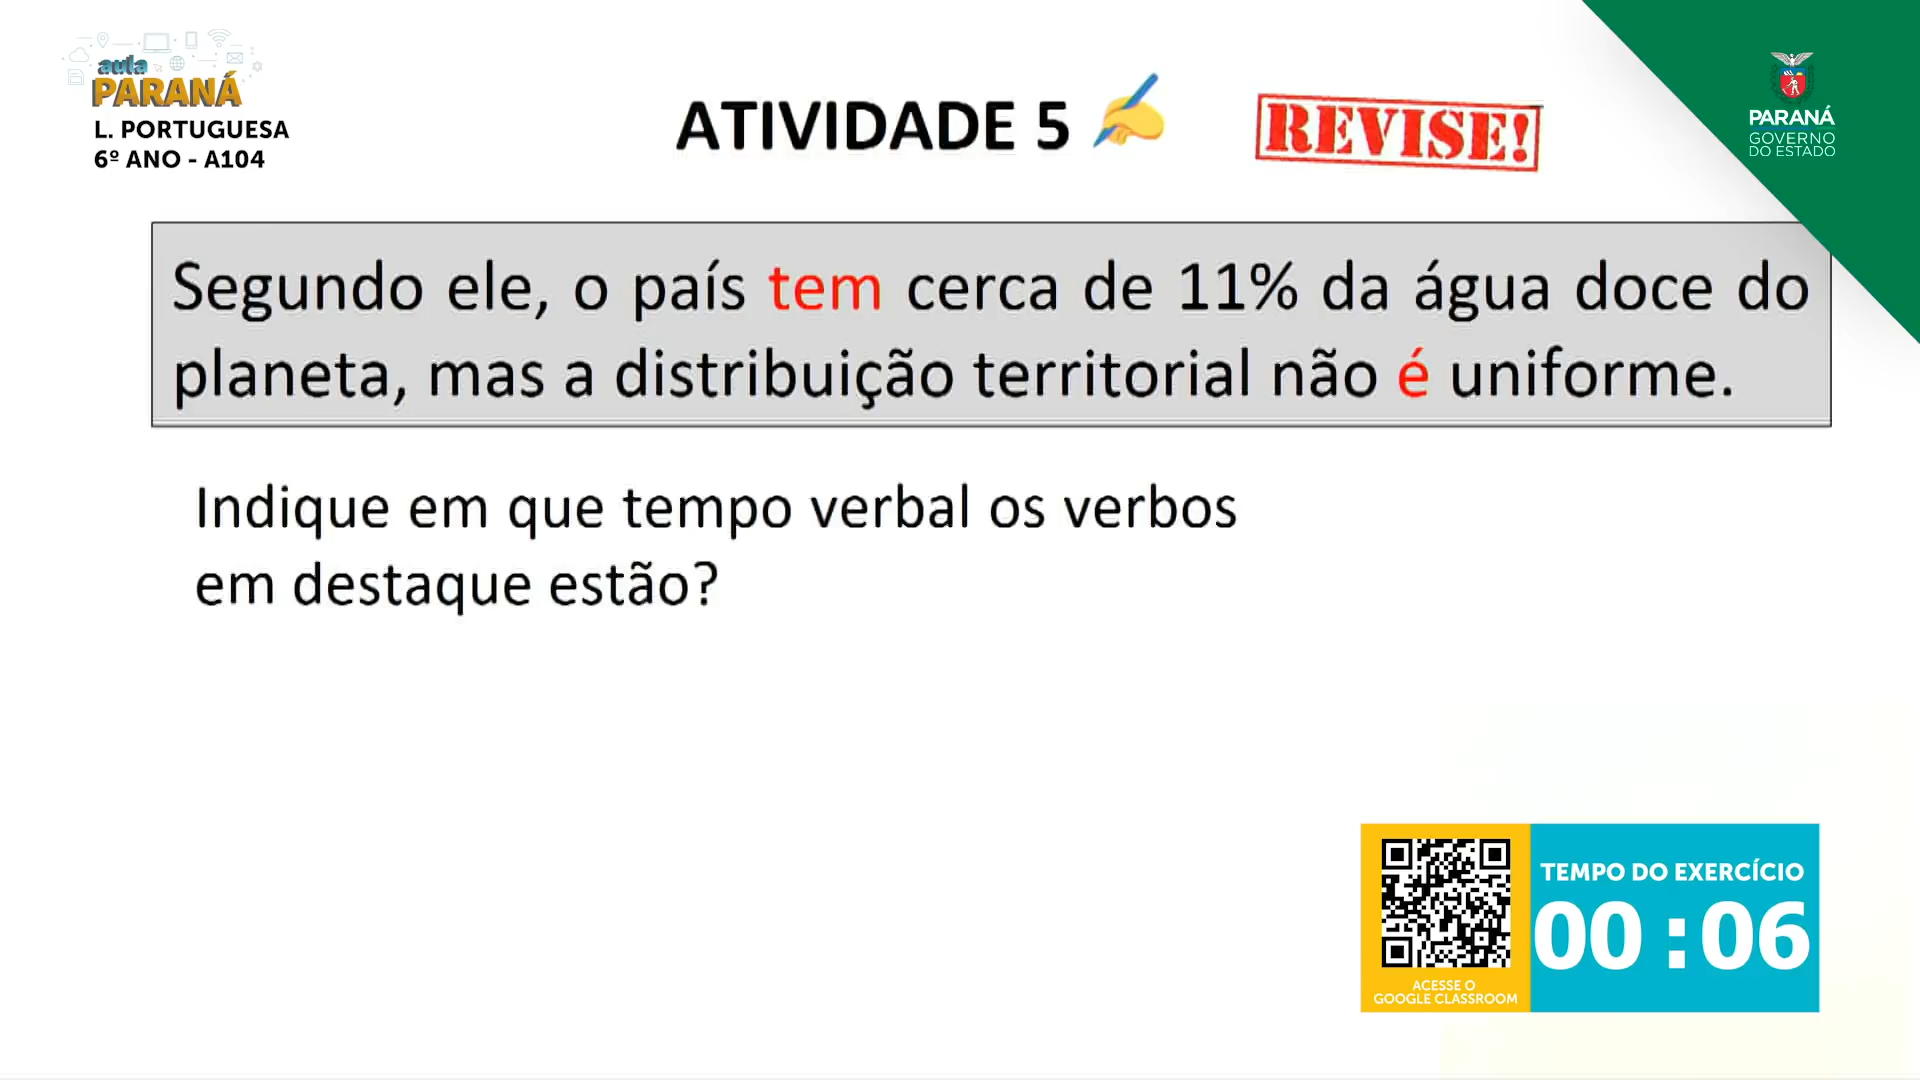 aula
PARANÁ
L. PORTUGUESA
6º ANO - A104
ATIVIDADE 5
REVISE!
PARANÁ
GOVERNO
DO ESTADO
Segundo ele, o país tem cerca de 11% da água doce do
planeta, mas a distribuição territorial não é uniforme.
Indique em que tempo verbal os verbos
em destaque estão?
TEMPO DO EXERCÍCIO
00 : 06
ACESSE O
GOOGLE CLASSROOM